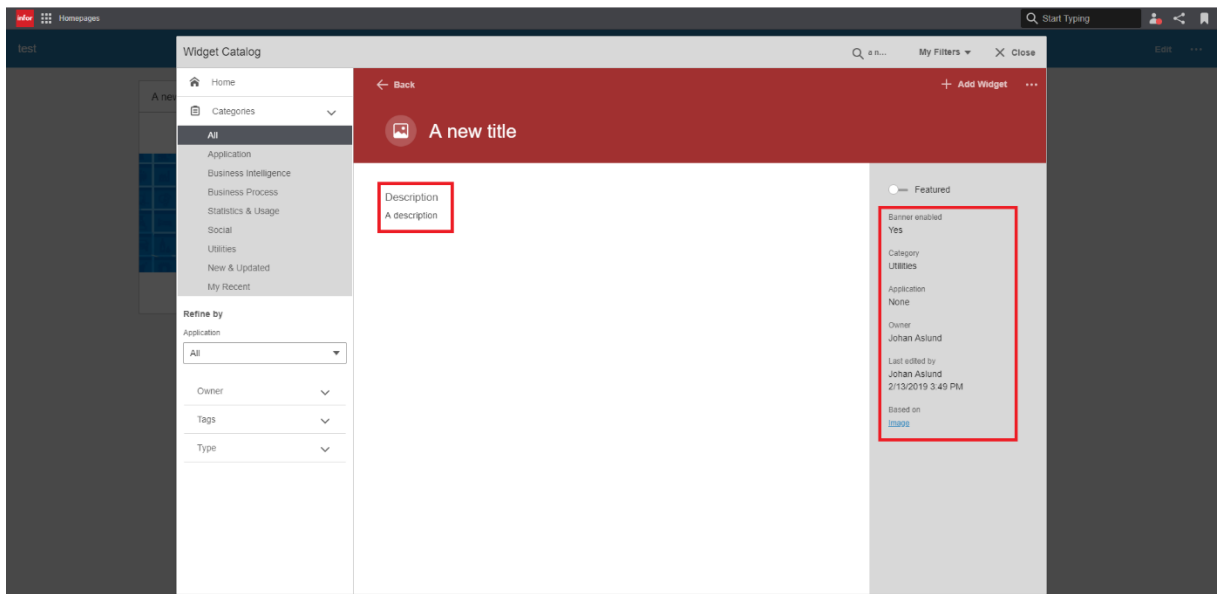 infor Homepages
Start Typing
test
Edit
Widget Catalog
My Filters
Close
A new
Home
Categories
All
Application
Business Intelligence
Business Process
Statistics & Usage
Social
Utilities
New & Updated
My Recent
Refine by
Application
All
Owner
Tags
Type
Back
Add Widget
A new title
Description
A description
Featured
Banner enabled
Yes
Category
Utilities
Application
None
Owner
Johan Aslund
Last edited by
Johan Aslund
2/13/2019 3:49 PM
Based on
Image